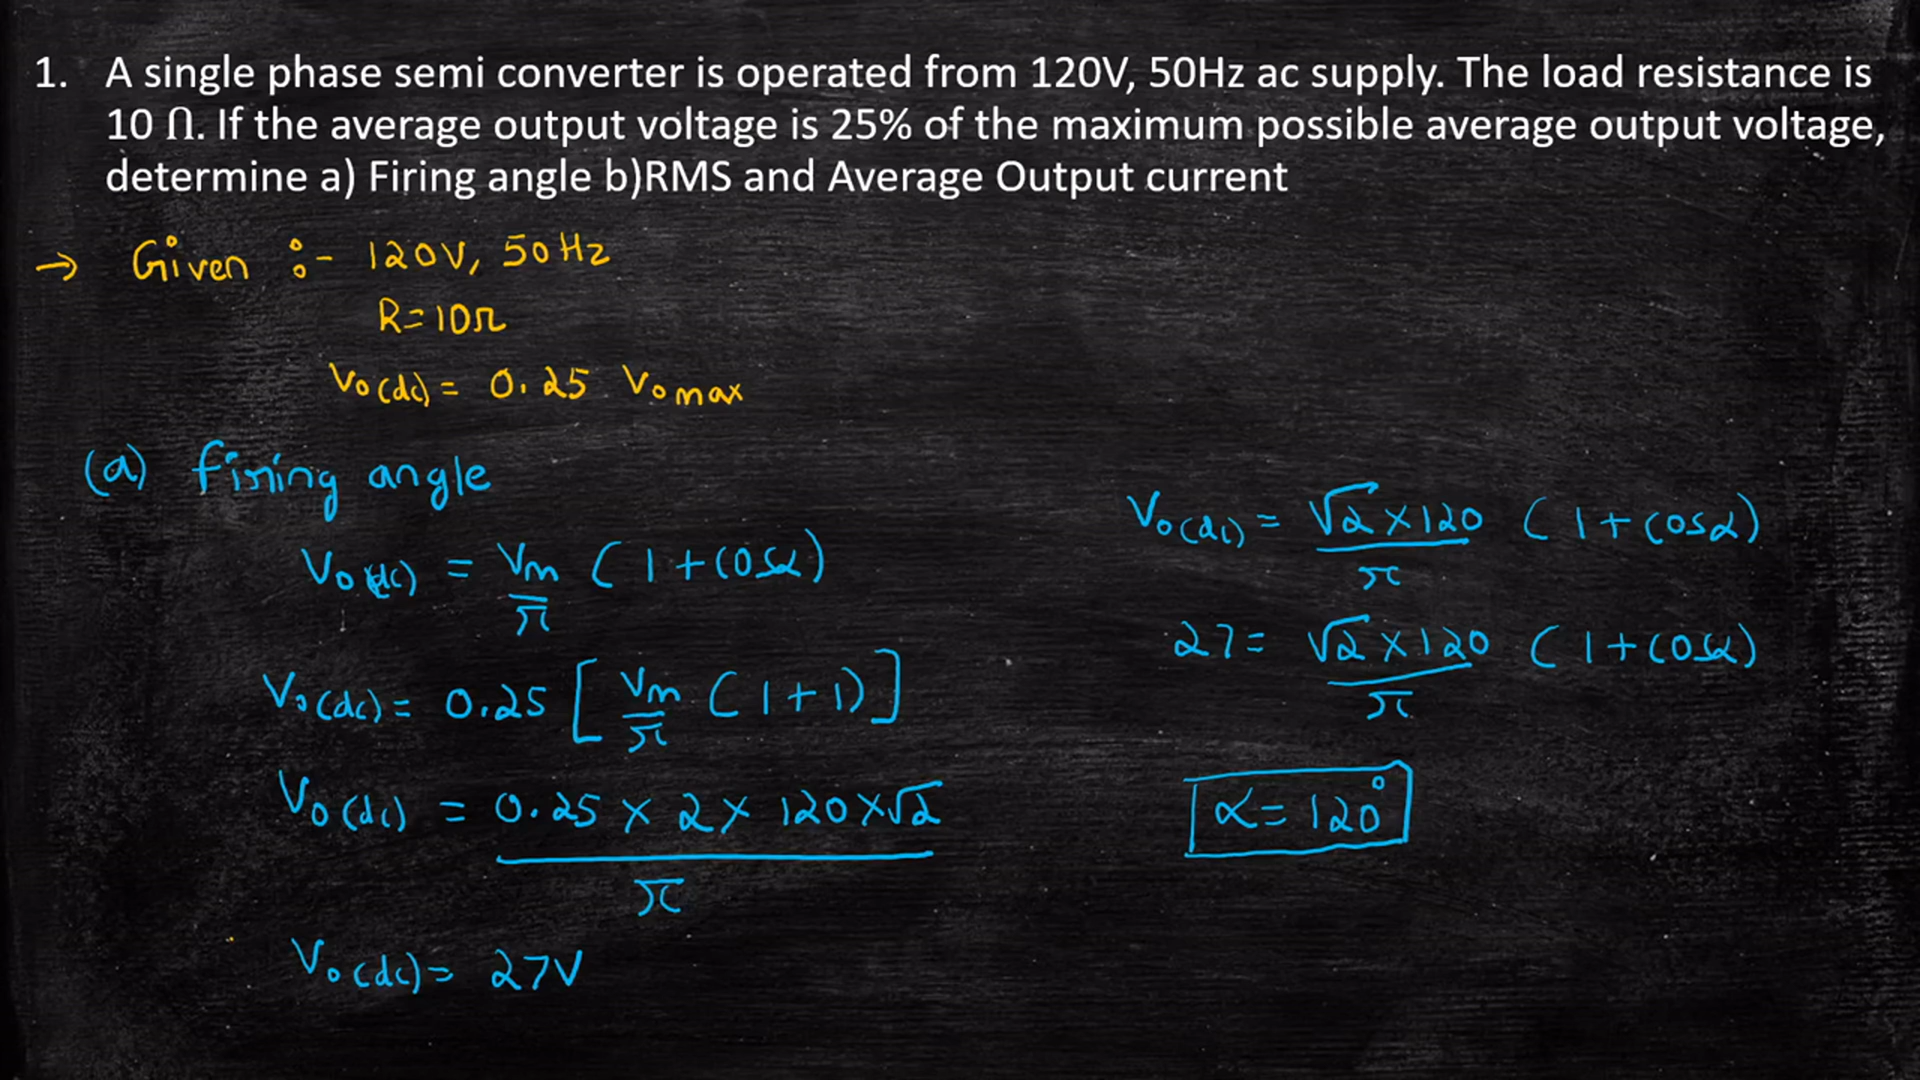 1. A single phase semi converter is operated from 120V, 50Hz ac supply. The load resistance is
10 Ω. If the average output voltage is 25% of the maximum possible average output voltage,
determine a) Firing angle b)RMS and Average Output current
→ Given :- 120V, 50Hz
R=10Ω
Vo(dc) = 0.25 Vomax
(a) firing angle
Vo(dc) = Vm/π (1+cosα)
Vo(dc) = 0.25 [Vm/π (1+1)]
Vo(dc) = 0.25 × 2 × 120×√2
π
Vo(dc) = 27V
Vo(dc) = √2×120/π (1+cosα)
27= √2×120/π (1+cosα)
α=120°